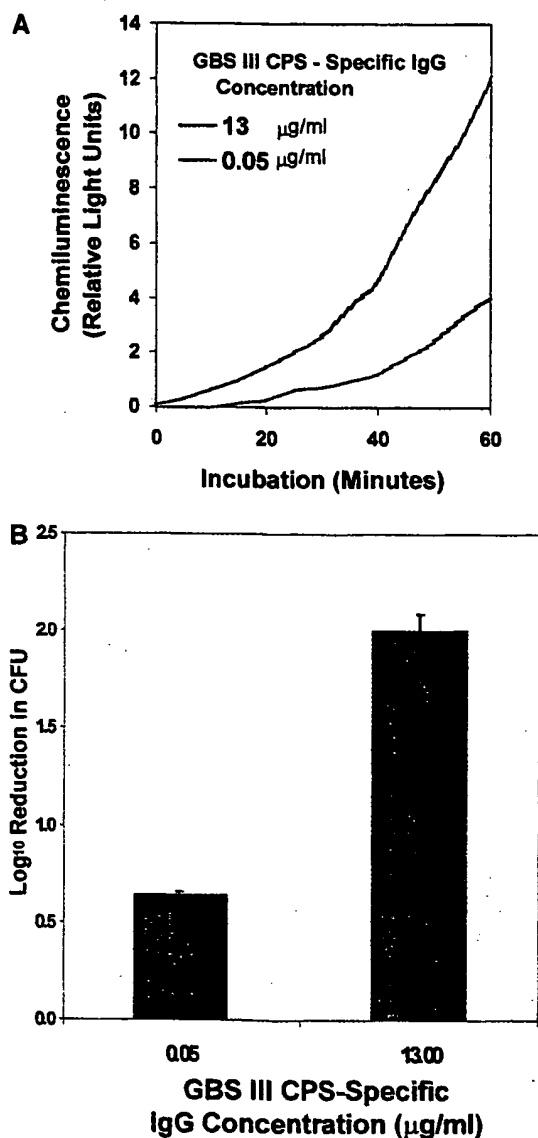 A
GBS III CPS - Specific IgG
Concentration
13 µg/ml
0.05 µg/ml
Chemiluminescence
(Relative Light Units)
14
12
10
8
6
4
2
0
0 20 40 60
Incubation (Minutes)
B
Log¹⁰ Reduction in CFU
2.5
2.0
1.5
1.0
0.5
0.0
0.05 13.00
GBS III CPS-Specific
IgG Concentration (µg/ml)